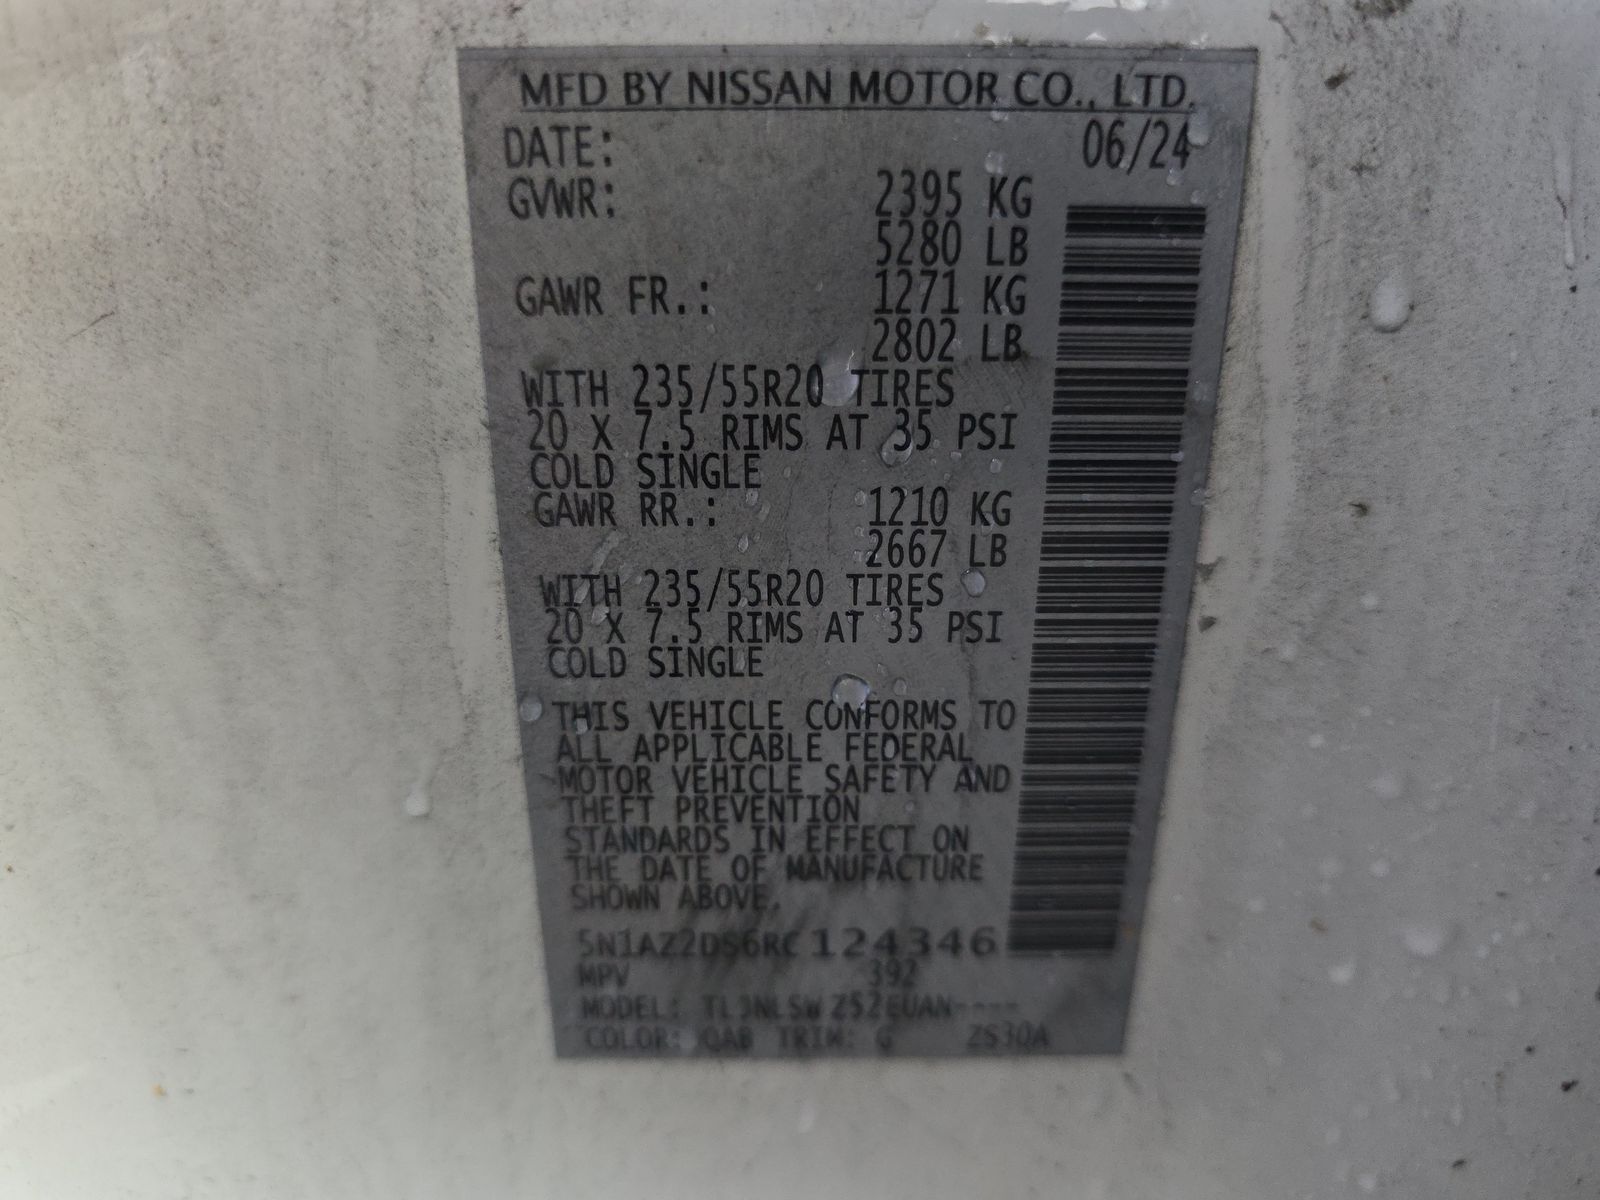 MFD BY NISSAN MOTOR CO., LTD.
DATE: 06/24
GVWR: 2395 KG
5280 LB
GAWR FR.: 1271 KG
2802 LB
WITH 235/55R20 TIRES
20 X 7.5 RIMS AT 35 PSI
COLD SINGLE
GAWR RR.: 1210 KG
2667 LB
WITH 235/55R20 TIRES
20 X 7.5 RIMS AT 35 PSI
COLD SINGLE
THIS VEHICLE CONFORMS TO
ALL APPLICABLE FEDERAL
MOTOR VEHICLE SAFETY AND
THEFT PREVENTION
STANDARDS IN EFFECT ON
THE DATE OF MANUFACTURE
SHOWN ABOVE.
5N1AZ2DS6RC124346
MPV 392
MODEL:
COLOR: QAB TRIM: G